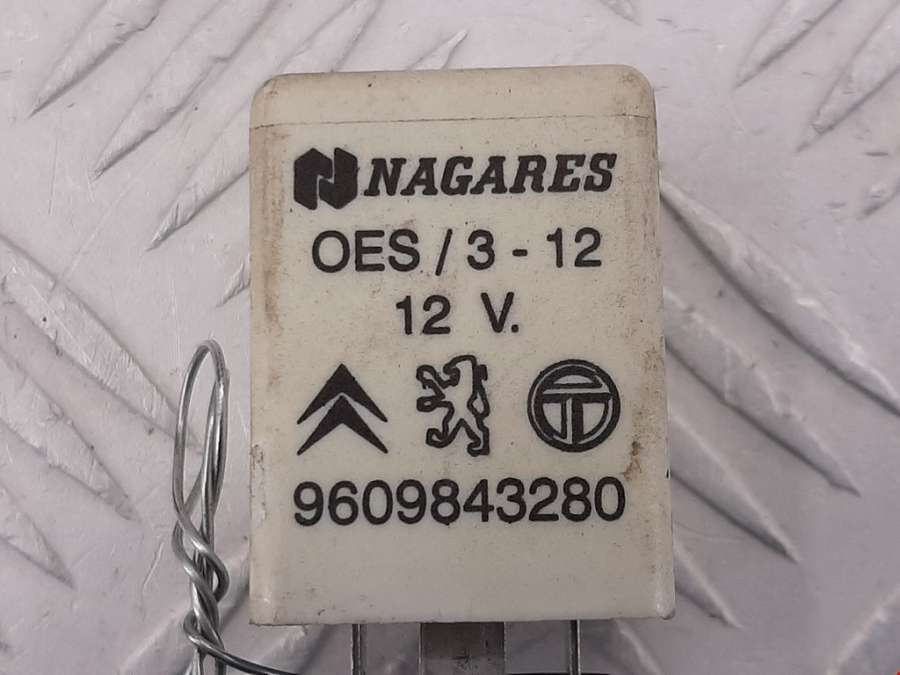 NAGARES
OES / 3 - 12
12 V.
9609843280